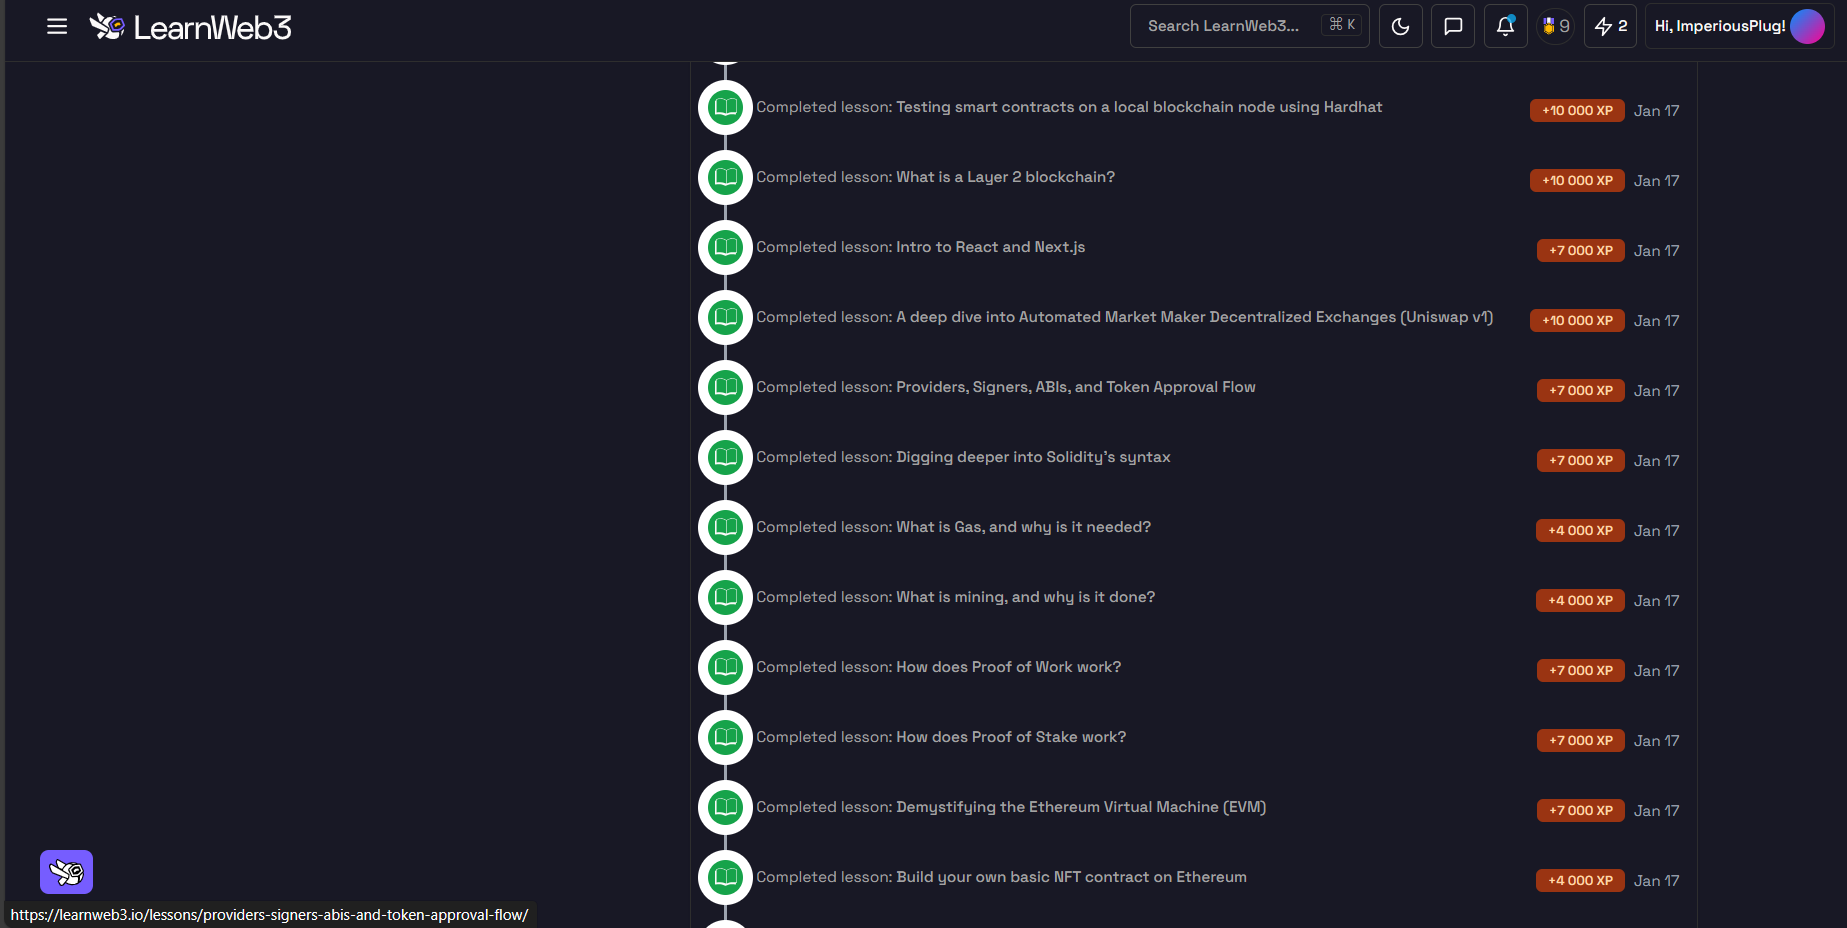 LearnWeb3
Search LearnWeb3... ⌘ K
9
2
Hi, ImperiousPlug!
Completed lesson: Testing smart contracts on a local blockchain node using Hardhat +10 000 XP Jan 17
Completed lesson: What is a Layer 2 blockchain? +10 000 XP Jan 17
Completed lesson: Intro to React and Next.js +7 000 XP Jan 17
Completed lesson: A deep dive into Automated Market Maker Decentralized Exchanges (Uniswap v1) +10 000 XP Jan 17
Completed lesson: Providers, Signers, ABIs, and Token Approval Flow +7 000 XP Jan 17
Completed lesson: Digging deeper into Solidity's syntax +7 000 XP Jan 17
Completed lesson: What is Gas, and why is it needed? +4 000 XP Jan 17
Completed lesson: What is mining, and why is it done? +4 000 XP Jan 17
Completed lesson: How does Proof of Work work? +7 000 XP Jan 17
Completed lesson: How does Proof of Stake work? +7 000 XP Jan 17
Completed lesson: Demystifying the Ethereum Virtual Machine (EVM) +7 000 XP Jan 17
Completed lesson: Build your own basic NFT contract on Ethereum +4 000 XP Jan 17
https://learnweb3.io/lessons/providers-signers-abis-and-token-approval-flow/